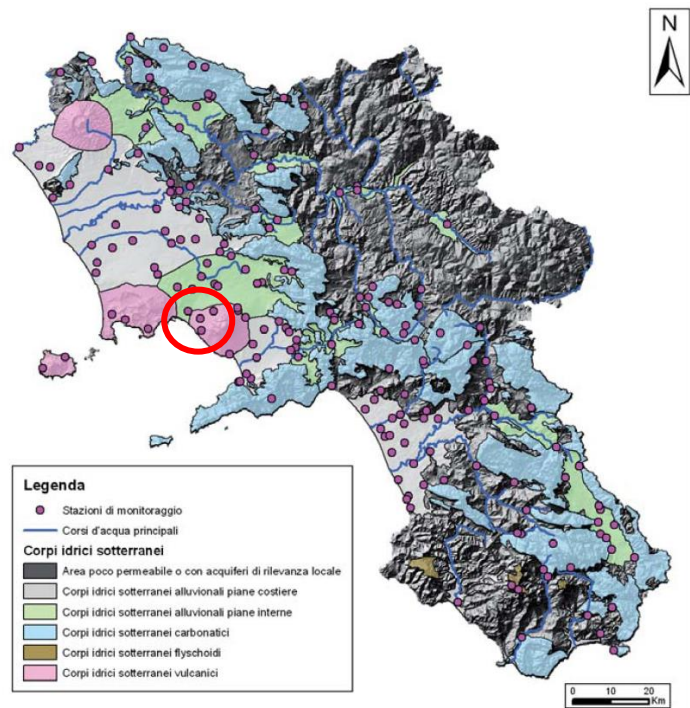 N
Legenda
Stazioni di monitoraggio
Corsi d'acqua principali
Corpi idrici sotterranei
Area poco permeabile o con acquiferi di rilevanza locale
Corpi idrici sotterranei alluvionali piane costiere
Corpi idrici sotterranei alluvionali piane interne
Corpi idrici sotterranei carbonatici
Corpi idrici sotterranei flyschoidi
Corpi idrici sotterranei vulcanici
0 10 20
Km